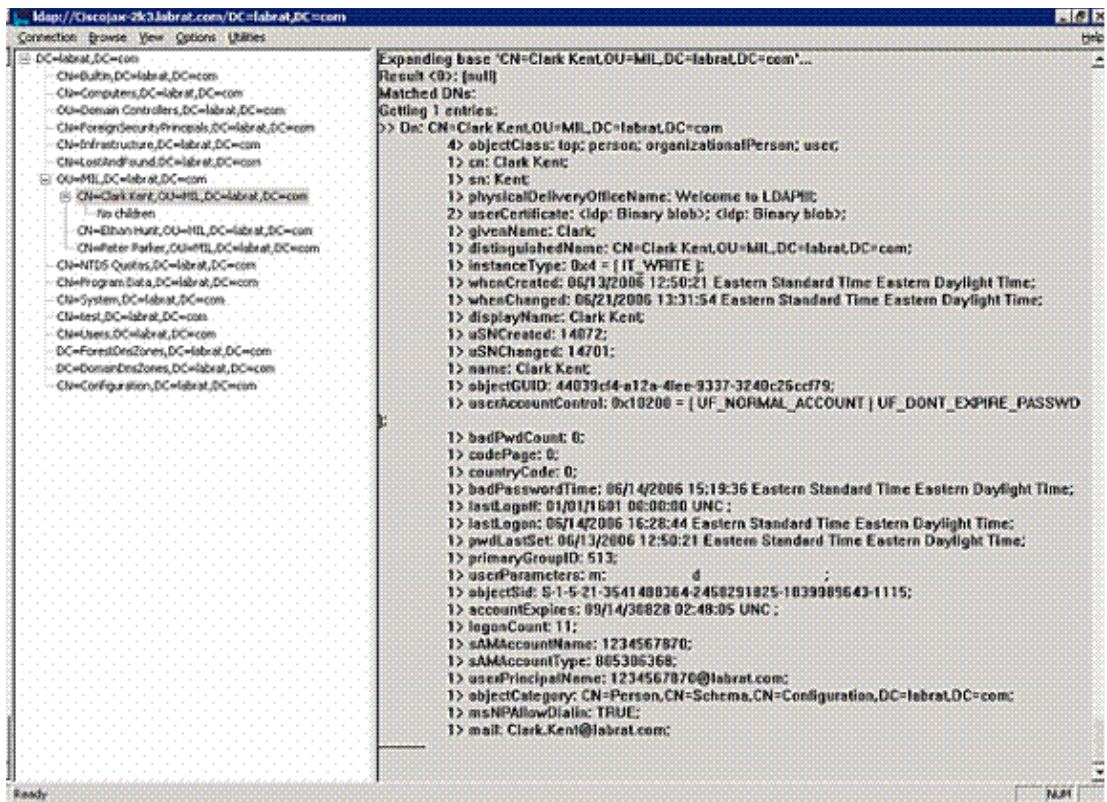 ldap://Ciscojax-2k3.labrat.com/DC=labrat,DC=com
Connection Browse View Options Utilities Help
DC=labrat,DC=com
CN=Builtin,DC=labrat,DC=com
CN=Computers,DC=labrat,DC=com
OU=Domain Controllers,DC=labrat,DC=com
CN=ForeignSecurityPrincipals,DC=labrat,DC=com
CN=Infrastructure,DC=labrat,DC=com
CN=LostAndFound,DC=labrat,DC=com
OU=MIL,DC=labrat,DC=com
CN=Clark Kent,OU=MIL,DC=labrat,DC=com
No children
CN=Ethan Hunt,OU=MIL,DC=labrat,DC=com
CN=Peter Parker,OU=MIL,DC=labrat,DC=com
CN=NTDS Quotas,DC=labrat,DC=com
CN=Program Data,DC=labrat,DC=com
CN=System,DC=labrat,DC=com
CN=test,DC=labrat,DC=com
CN=Users,DC=labrat,DC=com
DC=ForestDnsZones,DC=labrat,DC=com
DC=DomainDnsZones,DC=labrat,DC=com
CN=Configuration,DC=labrat,DC=com
Expanding base 'CN=Clark Kent,OU=MIL,DC=labrat,DC=com'...
Result <0>: (null)
Matched DNs:
Getting 1 entries:
>> Dn: CN=Clark Kent,OU=MIL,DC=labrat,DC=com
4> objectClass: top; person; organizationalPerson; user;
1> cn: Clark Kent;
1> sn: Kent;
1> physicalDeliveryOfficeName: Welcome to LDAP!!!;
2> userCertificate: <ldp: Binary blob>; <ldp: Binary blob>;
1> givenName: Clark;
1> distinguishedName: CN=Clark Kent,OU=MIL,DC=labrat,DC=com;
1> instanceType: 0x4 = ( IT_WRITE );
1> whenCreated: 06/13/2006 12:50:21 Eastern Standard Time Eastern Daylight Time;
1> whenChanged: 06/21/2006 13:31:54 Eastern Standard Time Eastern Daylight Time;
1> displayName: Clark Kent;
1> uSNCreated: 14072;
1> uSNChanged: 14701;
1> name: Clark Kent;
1> objectGUID: 44039cf4-a12a-4fee-9337-3240c26ccf79;
1> userAccountControl: 0x10200 = ( UF_NORMAL_ACCOUNT | UF_DONT_EXPIRE_PASSWD
);
1> badPwdCount: 0;
1> codePage: 0;
1> countryCode: 0;
1> badPasswordTime: 06/14/2006 15:19:36 Eastern Standard Time Eastern Daylight Time;
1> lastLogoff: 01/01/1601 00:00:00 UNC ;
1> lastLogon: 06/14/2006 16:28:44 Eastern Standard Time Eastern Daylight Time;
1> pwdLastSet: 06/13/2006 12:50:21 Eastern Standard Time Eastern Daylight Time;
1> primaryGroupID: 513;
1> userParameters: m: d ;
1> objectSid: S-1-5-21-3541480364-2458291825-1039989643-1115;
1> accountExpires: 09/14/30828 02:48:05 UNC ;
1> logonCount: 11;
1> sAMAccountName: 1234567870;
1> sAMAccountType: 805306368;
1> userPrincipalName: 1234567870@labrat.com;
1> objectCategory: CN=Person,CN=Schema,CN=Configuration,DC=labrat,DC=com;
1> msNPAllowDialin: TRUE;
1> mail: Clark.Kent@labrat.com;
Ready NUM